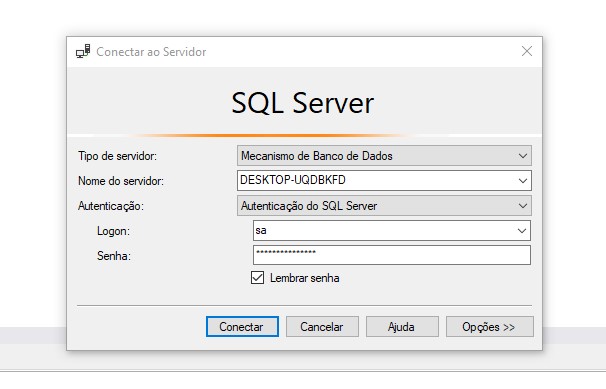 Conectar ao Servidor
SQL Server
Tipo de servidor: Mecanismo de Banco de Dados
Nome do servidor: DESKTOP-UQDBKFD
Autenticação: Autenticação do SQL Server
Logon: sa
Senha: ***************
Lembrar senha
Conectar Cancelar Ajuda Opções >>